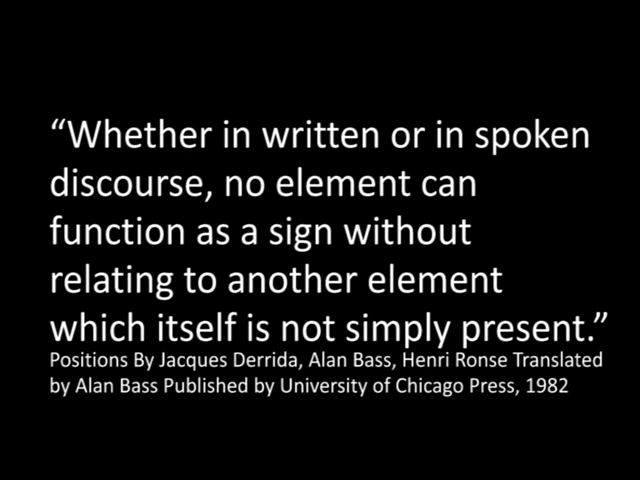 “Whether in written or in spoken
discourse, no element can
function as a sign without
relating to another element
which itself is not simply present.”
Positions By Jacques Derrida, Alan Bass, Henri Ronse Translated
by Alan Bass Published by University of Chicago Press, 1982